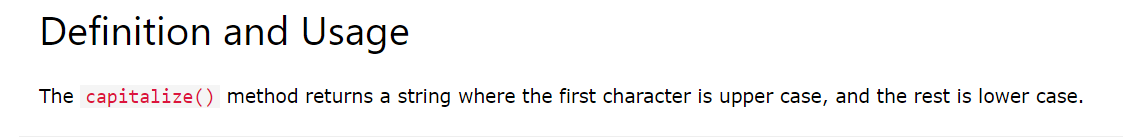 Definition and Usage
The capitalize() method returns a string where the first character is upper case, and the rest is lower case.